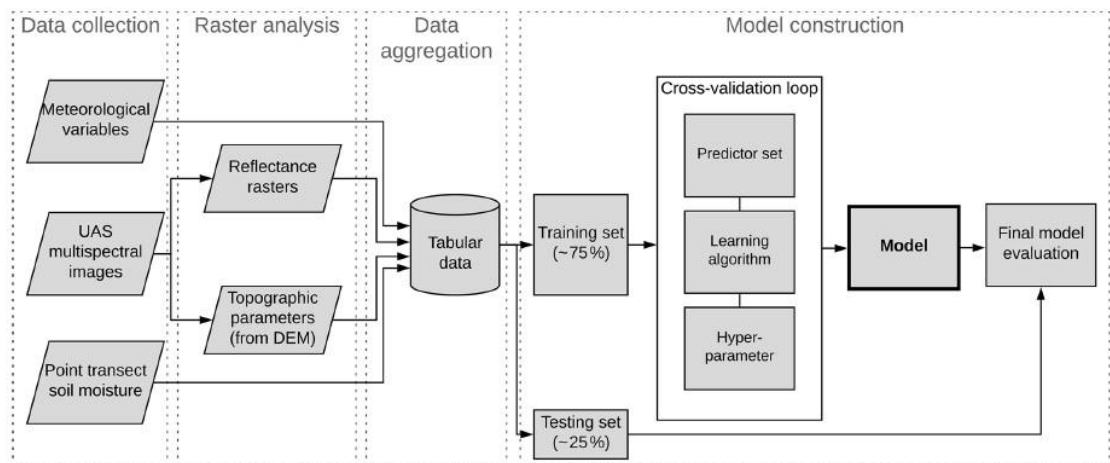 Data collection
Raster analysis
Data
aggregation
Model construction
Meteorological
variables
UAS
multispectral
images
Point transect
soil moisture
Reflectance
rasters
Topographic
parameters
(from DEM)
Tabular
data
Training set
(~75%)
Testing set
(~25%)
Cross-validation loop
Predictor set
Learning
algorithm
Hyper-
parameter
Model
Final model
evaluation